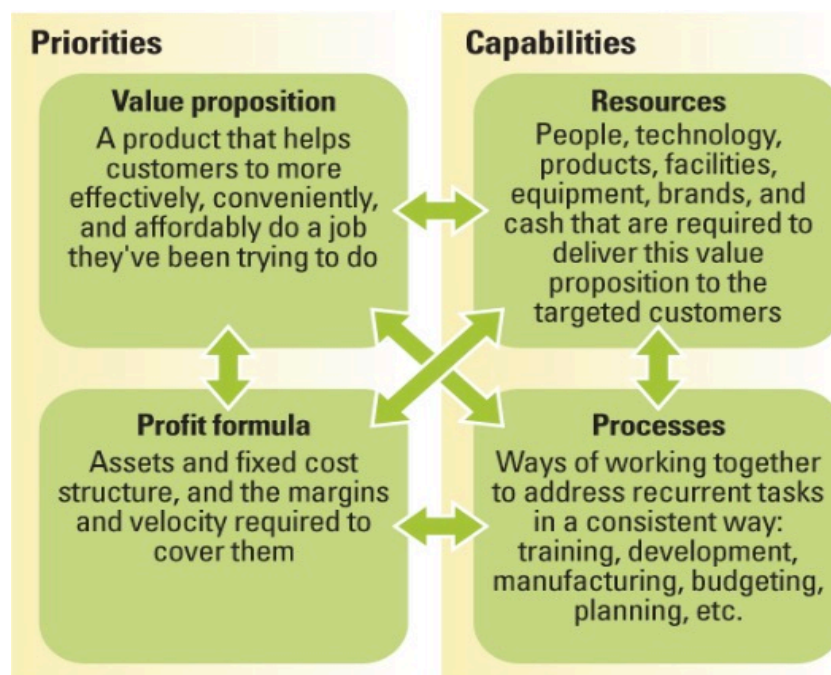 Priorities
Value proposition
A product that helps
customers to more
effectively, conveniently,
and affordably do a job
they've been trying to do
Profit formula
Assets and fixed cost
structure, and the margins
and velocity required to
cover them
Capabilities
Resources
People, technology,
products, facilities,
equipment, brands, and
cash that are required to
deliver this value
proposition to the
targeted customers
Processes
Ways of working together
to address recurrent tasks
in a consistent way:
training, development,
manufacturing, budgeting,
planning, etc.